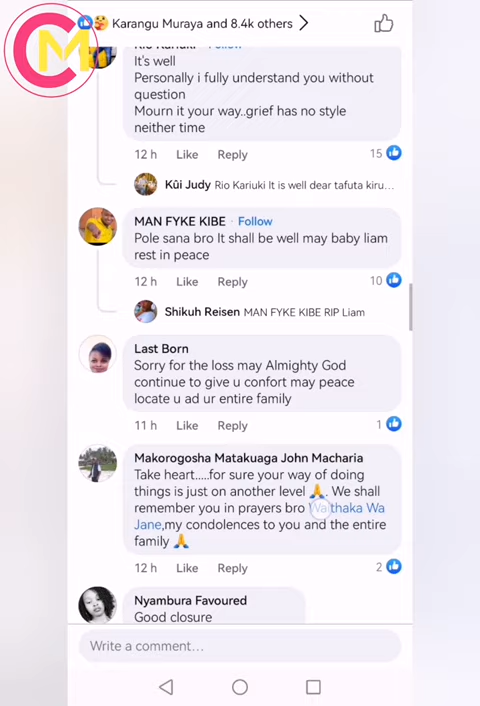 Karangu Muraya and 8.4k others
CM
Rio Kariuki · Follow
It's well
Personally i fully understand you without
question
Mourn it your way..grief has no style
neither time
12 h Like Reply 15
Kûi Judy Rio Kariuki It is well dear tafuta kiru...
MAN FYKE KIBE · Follow
Pole sana bro It shall be well may baby liam
rest in peace
12 h Like Reply 10
Shikuh Reisen MAN FYKE KIBE RIP Liam
Last Born
Sorry for the loss may Almighty God
continue to give u confort may peace
locate u ad ur entire family
11 h Like Reply 1
Makorogosha Matakuaga John Macharia
Take heart.....for sure your way of doing
things is just on another level 🙏. We shall
remember you in prayers bro Waithaka Wa
Jane,my condolences to you and the entire
family 🙏
12 h Like Reply 2
Nyambura Favoured
Good closure
Write a comment...